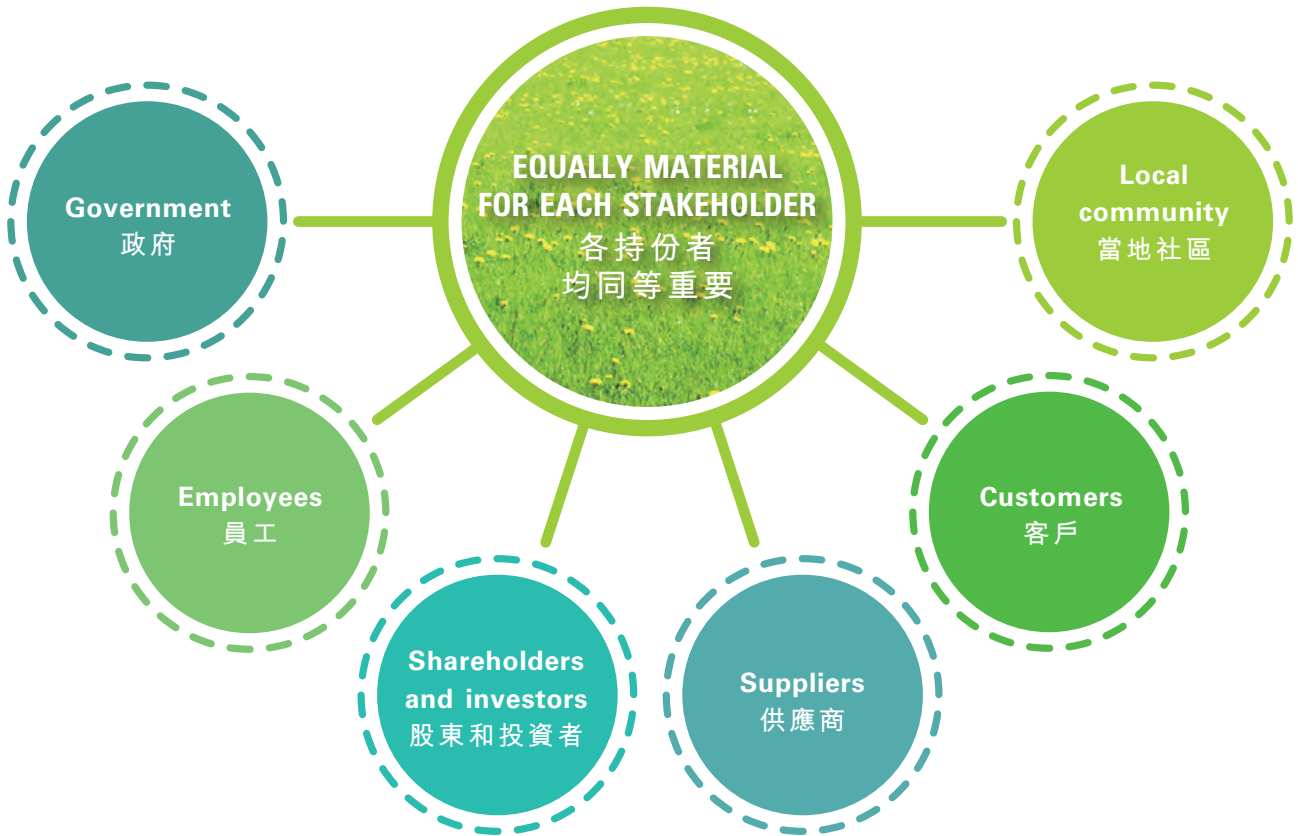 EQUALLY MATERIAL
FOR EACH STAKEHOLDER
各持份者
均同等重要
Government
政府
Employees
員工
Shareholders
and investors
股東和投資者
Suppliers
供應商
Customers
客戶
Local
community
當地社區